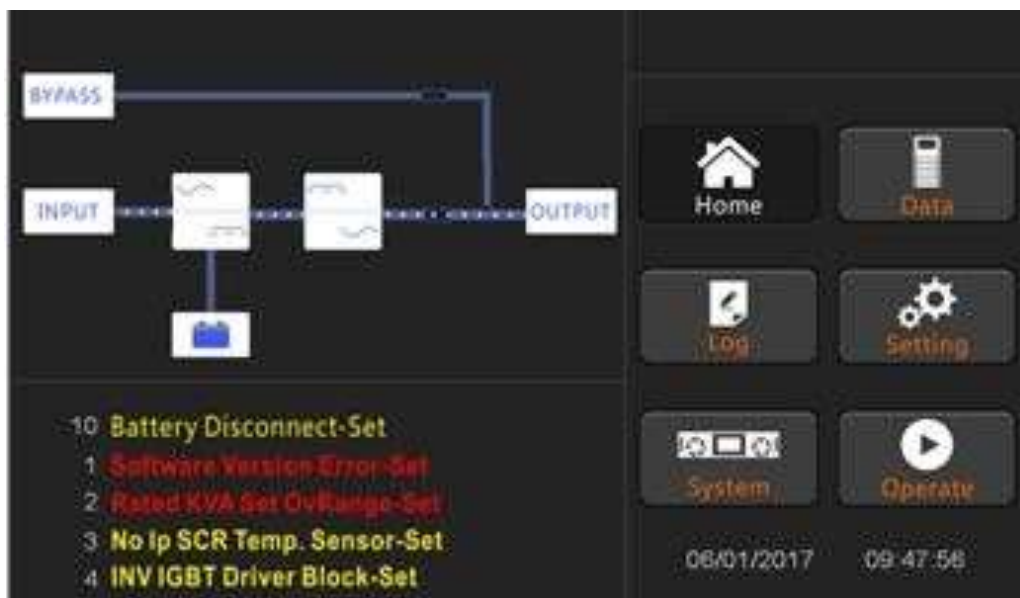 BYPASS
INPUT
OUTPUT
10 Battery Disconnect-Set
1 Software Version Error-Set
2 Rated KVA Set OvRange-Set
3 No Ip SCR Temp. Sensor-Set
4 INV IGBT Driver Block-Set
Home
Data
Log
Setting
System
Operate
06/01/2017 09:47:56